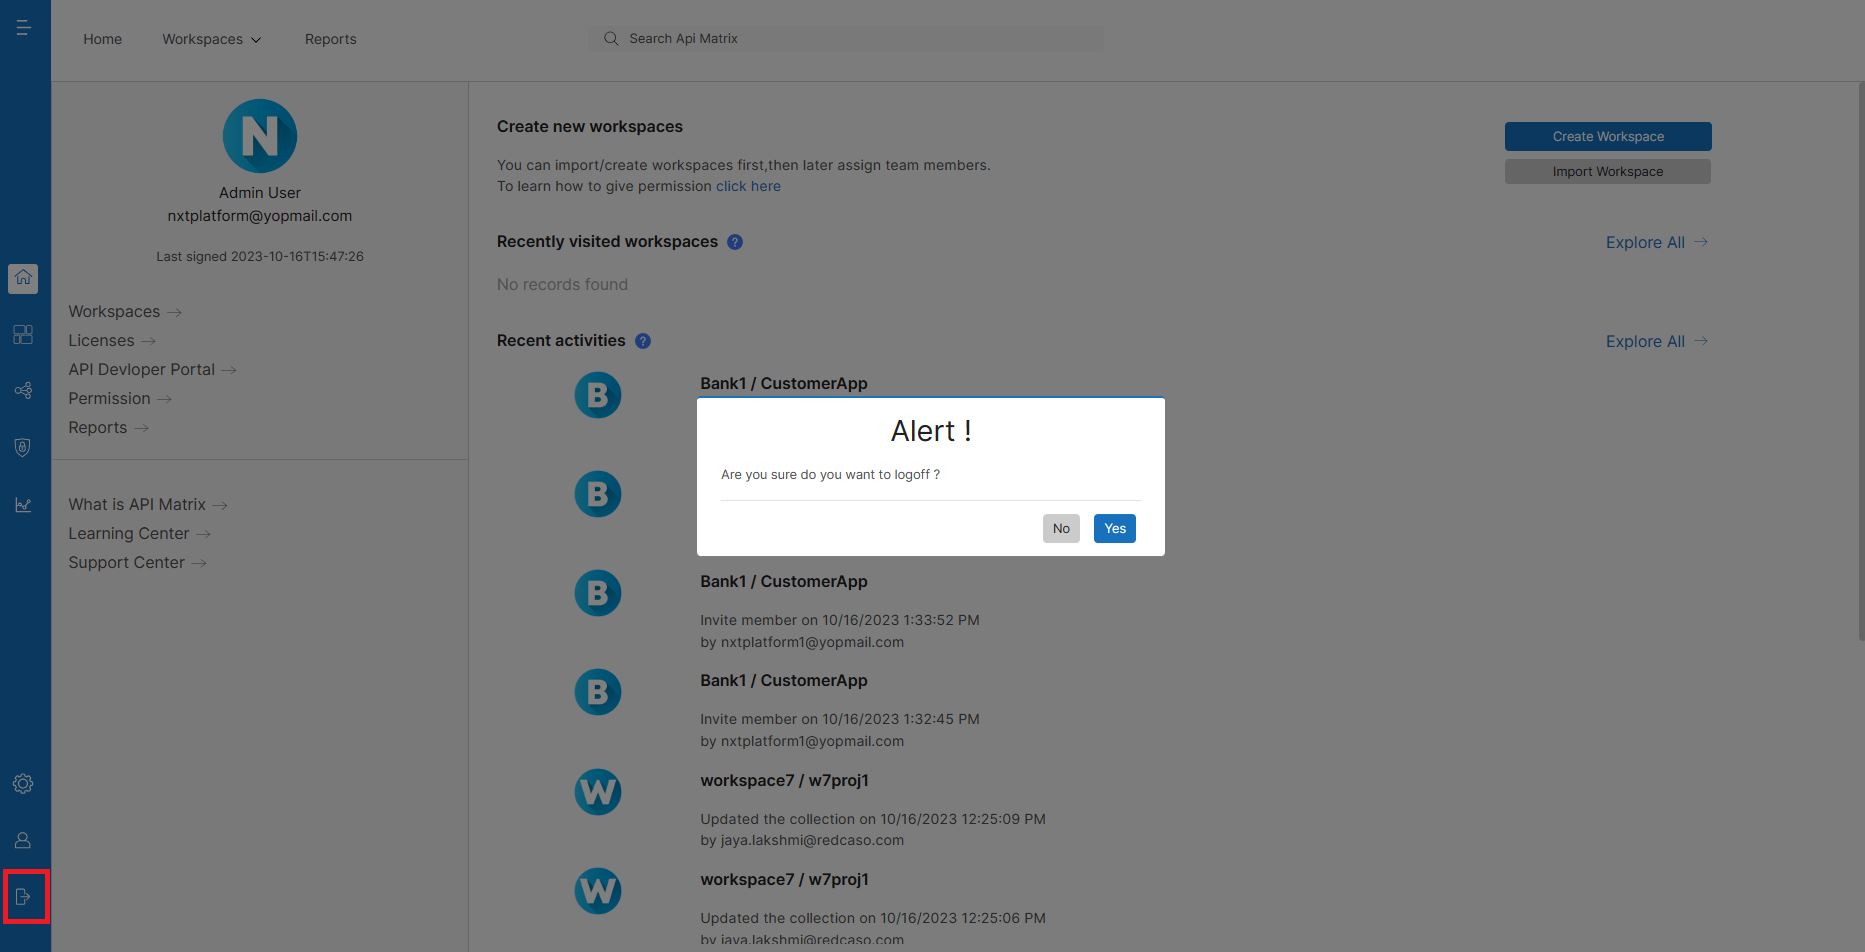 Home Workspaces Reports
Search Api Matrix
N
Admin User
nxtplatform@yopmail.com
Last signed 2023-10-16T15:47:26
Workspaces
Licenses
API Devloper Portal
Permission
Reports
What is API Matrix
Learning Center
Support Center
Create new workspaces
You can import/create workspaces first,then later assign team members.
To learn how to give permission click here
Create Workspace
Import Workspace
Recently visited workspaces ?
Explore All
No records found
Recent activities ?
Explore All
B
Bank1 / CustomerApp
B
Alert !
Are you sure do you want to logoff ?
No Yes
B
Bank1 / CustomerApp
Invite member on 10/16/2023 1:33:52 PM
by nxtplatform1@yopmail.com
B
Bank1 / CustomerApp
Invite member on 10/16/2023 1:32:45 PM
by nxtplatform1@yopmail.com
W
workspace7 / w7proj1
Updated the collection on 10/16/2023 12:25:09 PM
by jaya.lakshmi@redcaso.com
W
workspace7 / w7proj1
Updated the collection on 10/16/2023 12:25:06 PM
by jaya.lakshmi@redcaso.com